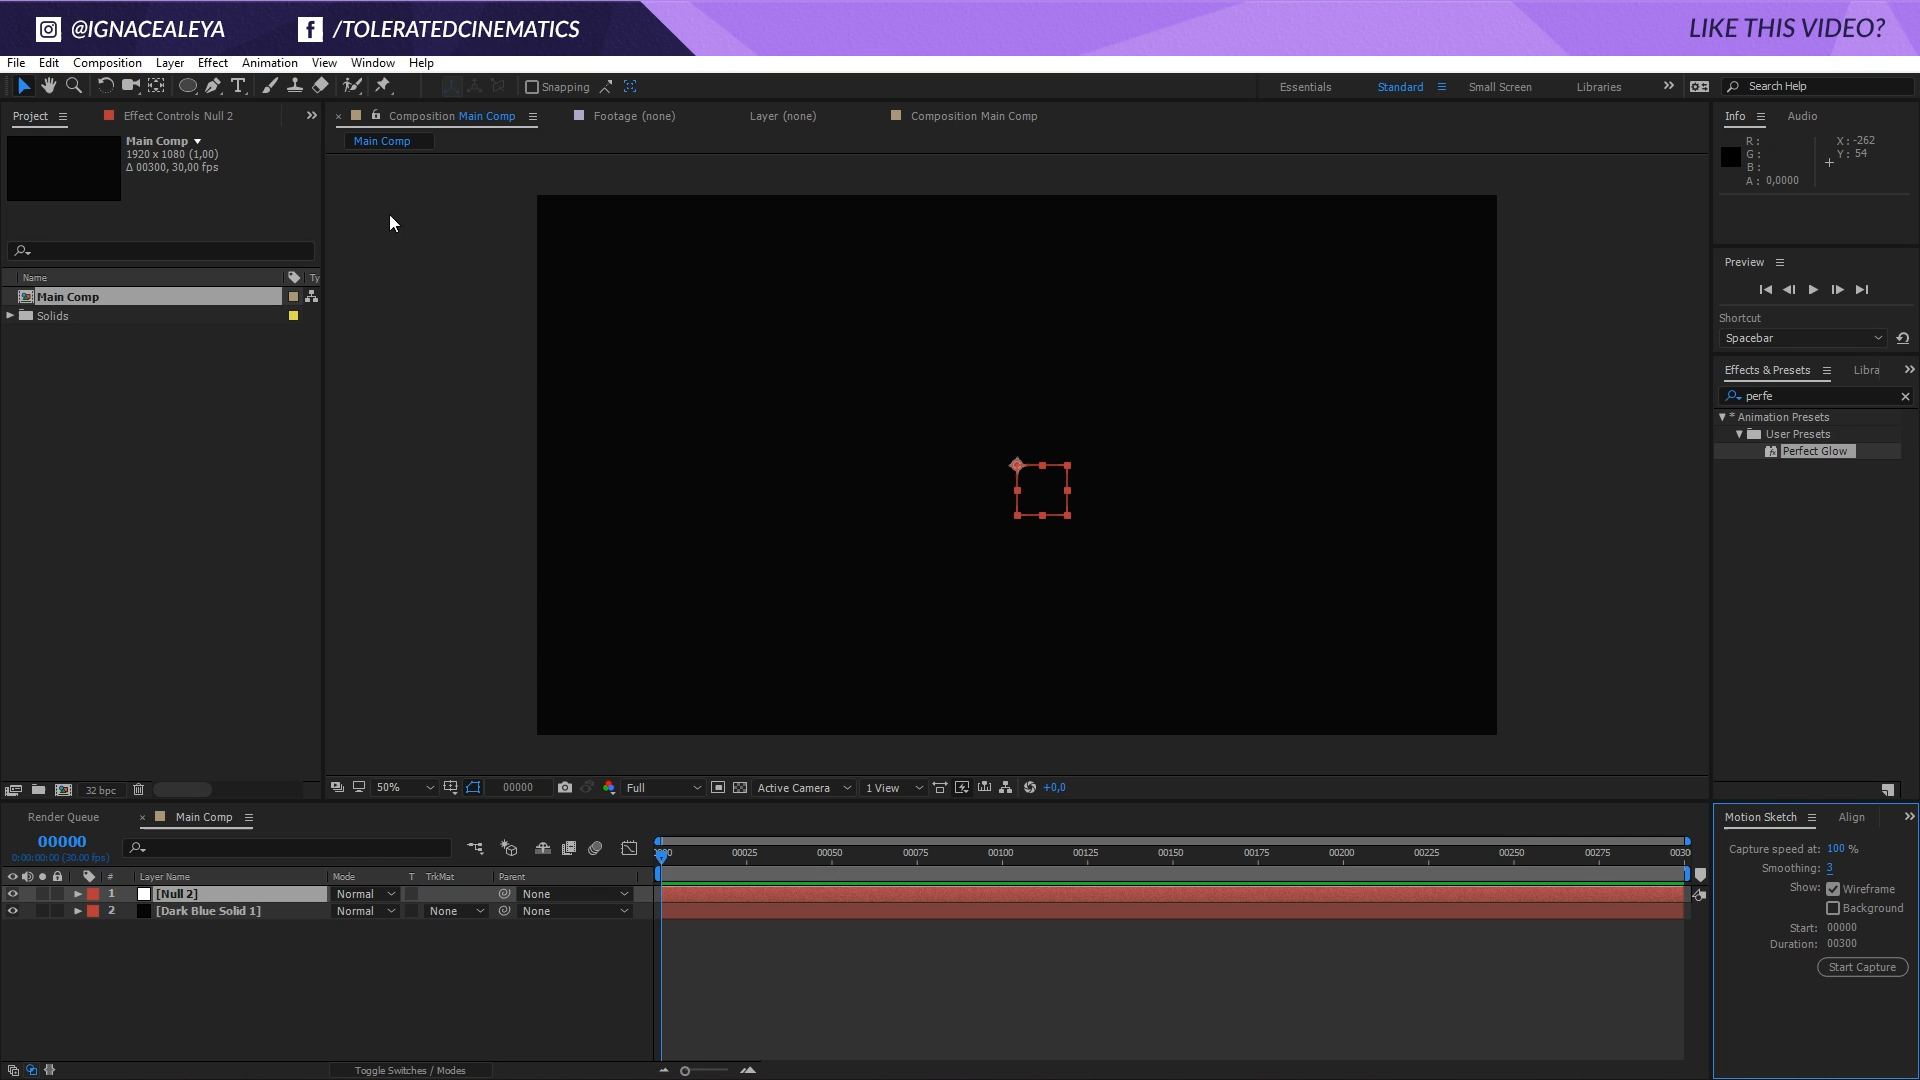 @IGNACEALEYA
/TOLERATEDCINEMATICS
LIKE THIS VIDEO?
File Edit Composition Layer Effect Animation View Window Help
Snapping
Essentials Standard Small Screen Libraries
Search Help
Project
Effect Controls Null 2
Main Comp
1920 x 1080 (1,00)
Δ 00300, 30,00 fps
Name Ty
Main Comp
Solids
32 bpc
Composition Main Comp
Footage (none)
Layer (none)
Composition Main Comp
Main Comp
50%
00000
Full
Active Camera
1 View
+0,0
Info Audio
R:
G:
B:
A: 0,0000
X: -262
Y: 54
Preview
Shortcut
Spacebar
Effects & Presets Libra
perfe
* Animation Presets
User Presets
Perfect Glow
Render Queue
Main Comp
00000
0:00:00:00 (30.00 fps)
# Layer Name Mode T TrkMat Parent
1 [Null 2] Normal None
2 [Dark Blue Solid 1] Normal None None
00025 00050 00075 00100 00125 00150 00175 00200 00225 00250 00275 0030
Toggle Switches / Modes
Motion Sketch Align
Capture speed at: 100 %
Smoothing: 3
Show: Wireframe
Background
Start: 00000
Duration: 00300
Start Capture